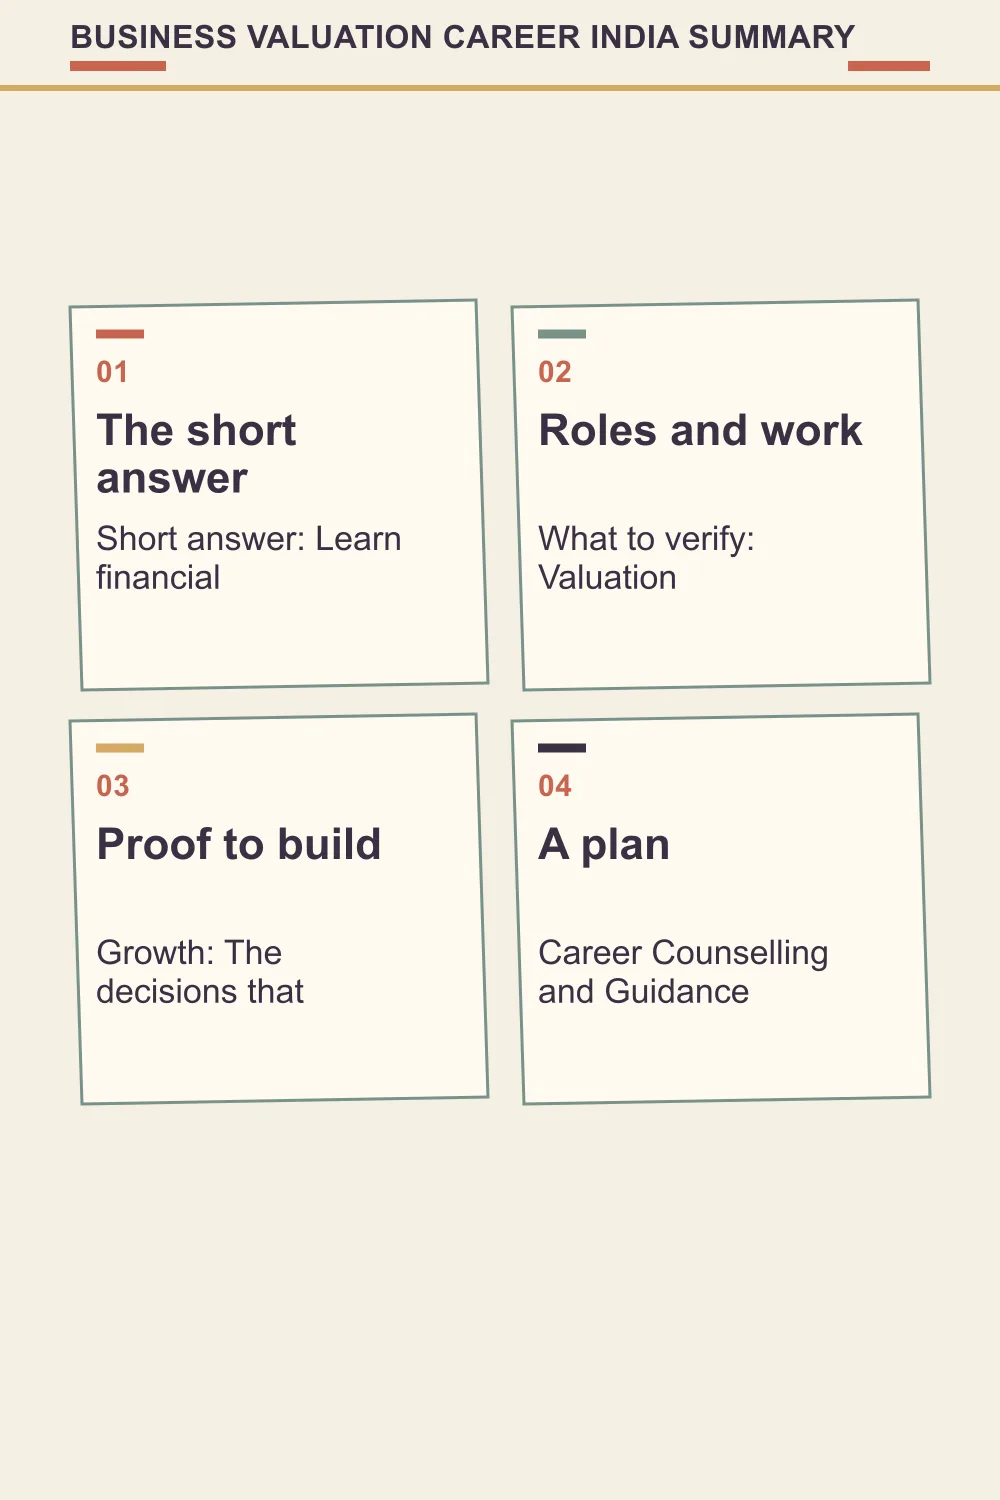 BUSINESS VALUATION CAREER INDIA SUMMARY
01
The short
answer
Short answer: Learn
financial
02
Roles and work
What to verify:
Valuation
03
Proof to build
Growth: The
decisions that
04
A plan
Career Counselling
and Guidance